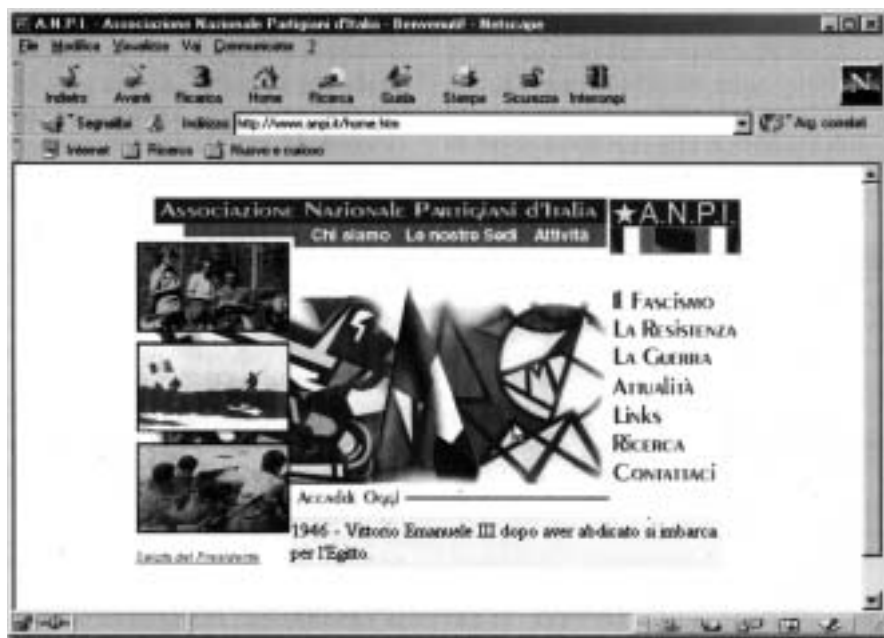 A.N.P.I. - Associazione Nazionale Partigiani d'Italia - Benvenuti! - Netscape
File Modifica Visualizza Vai Communicator ?
Indietro Avanti Ricarica Home Ricerca Guida Stampa Sicurezza Interrompi
Segnalibri Indirizzo http://www.anpi.it/home.htm Arg. correlati
Internet Ricerca Nuovo e curioso
Associazione Nazionale Partigiani d'Italia
★A.N.P.I.
Chi siamo Le nostre Sedi Attività
Il Fascismo
La Resistenza
La Guerra
Attualità
Links
Ricerca
Contattaci
Accadde Oggi
1946 - Vittorio Emanuele III dopo aver abdicato si imbarca
per l'Egitto.
Saluto del Presidente